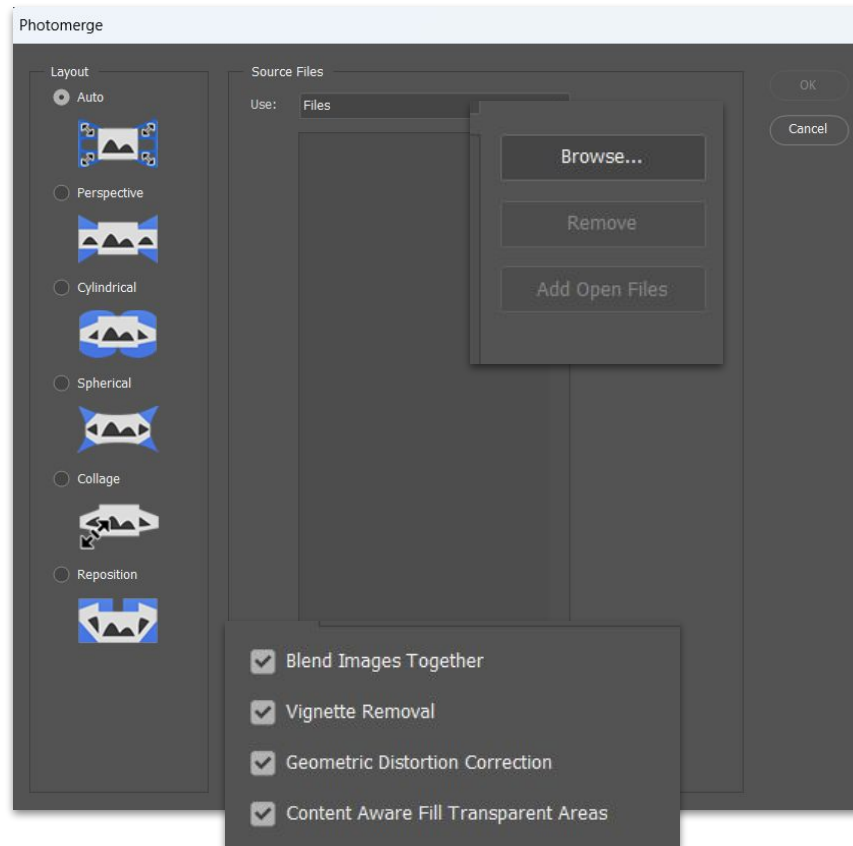 Photomerge
Layout
Auto
Perspective
Cylindrical
Spherical
Collage
Reposition
Source Files
Use: Files
Browse...
Remove
Add Open Files
Blend Images Together
Vignette Removal
Geometric Distortion Correction
Content Aware Fill Transparent Areas
OK
Cancel